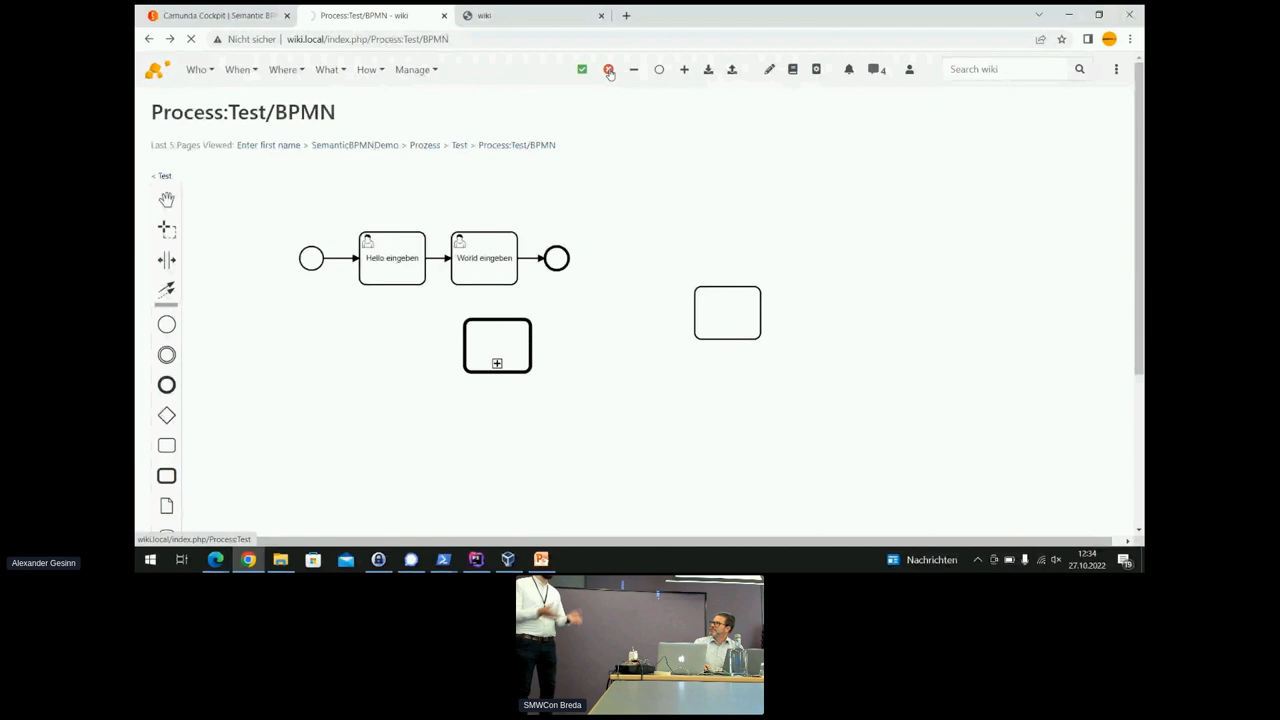 Camunda Cockpit | Semantic BP
Process:Test/BPMN - wiki
wiki
Nicht sicher
wiki.local/index.php/Process:Test/BPMN
Who
When
Where
What
How
Manage
4
Search wiki
Process:Test/BPMN
Last 5 Pages Viewed: Enter first name > SemanticBPMNDemo > Prozess > Test > Process:Test/BPMN
< Test
Hello eingeben
World eingeben
wiki.local/index.php/Process:Test
Alexander Gesinn
Nachrichten
12:34
27.10.2022
19
SMWCon Breda